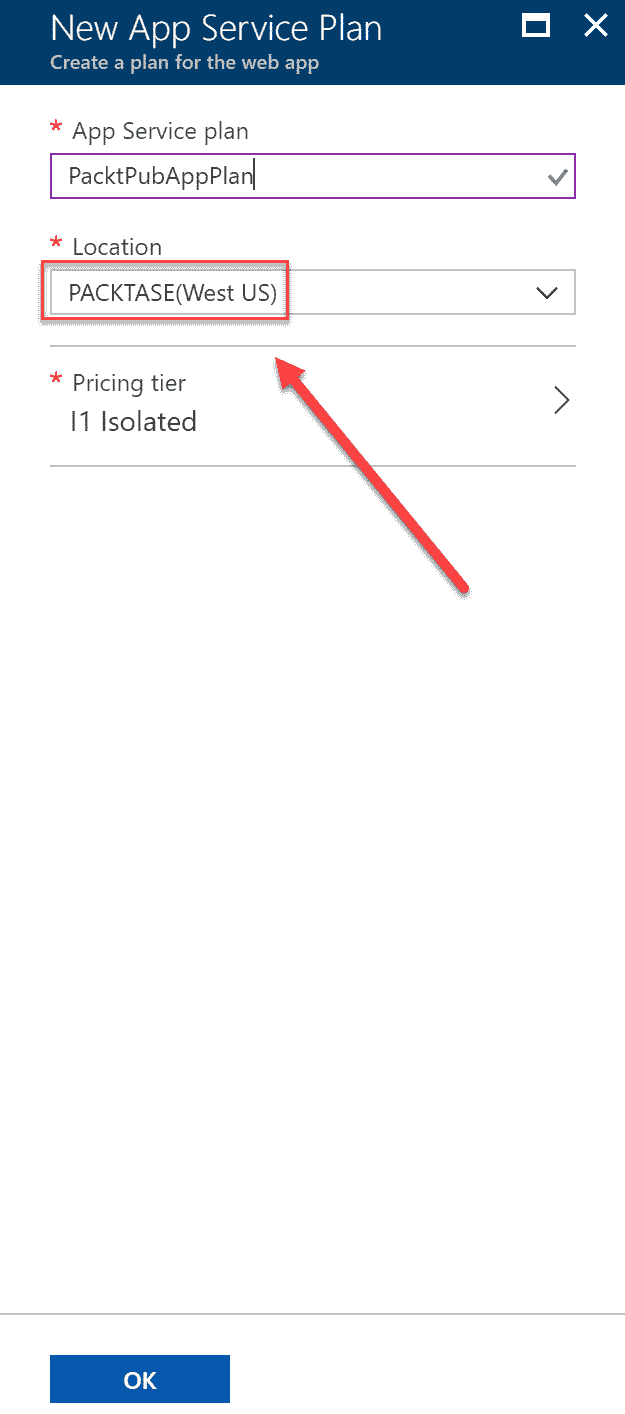 New App Service Plan
Create a plan for the web app
* App Service plan
PacktPubAppPlan
* Location
PACKTASE(West US)
* Pricing tier
I1 Isolated
OK